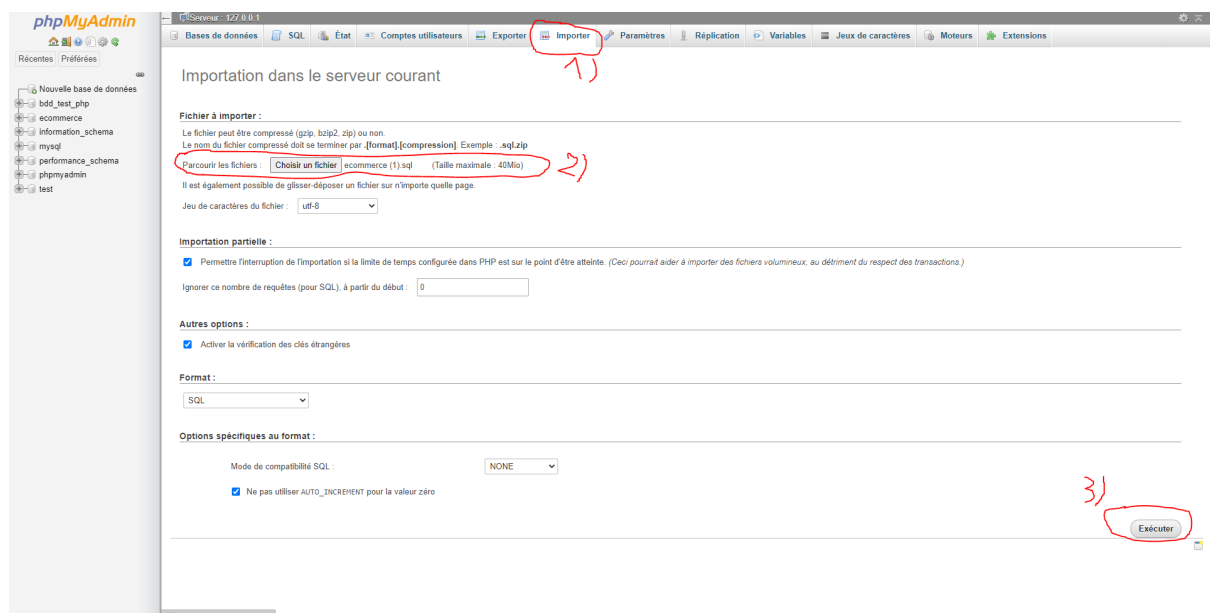 phpMyAdmin
Récentes Préférées
Nouvelle base de données
bdd_test_php
ecommerce
information_schema
mysql
performance_schema
phpmyadmin
test
Serveur : 127.0.0.1
Bases de données SQL État Comptes utilisateurs Exporter Importer Paramètres Réplication Variables Jeux de caractères Moteurs Extensions
1)
Importation dans le serveur courant
Fichier à importer :
Le fichier peut être compressé (gzip, bzip2, zip) ou non.
Le nom du fichier compressé doit se terminer par .[format].[compression]. Exemple : .sql.zip
Parcourir les fichiers : Choisir un fichier ecommerce (1).sql (Taille maximale : 40Mio) 2)
Il est également possible de glisser-déposer un fichier sur n'importe quelle page.
Jeu de caractères du fichier : utf-8
Importation partielle :
Permettre l'interruption de l'importation si la limite de temps configurée dans PHP est sur le point d'être atteinte. (Ceci pourrait aider à importer des fichiers volumineux, au détriment du respect des transactions.)
Ignorer ce nombre de requêtes (pour SQL), à partir du début : 0
Autres options :
Activer la vérification des clés étrangères
Format :
SQL
Options spécifiques au format :
Mode de compatibilité SQL : NONE
Ne pas utiliser AUTO_INCREMENT pour la valeur zéro
3)
Exécuter